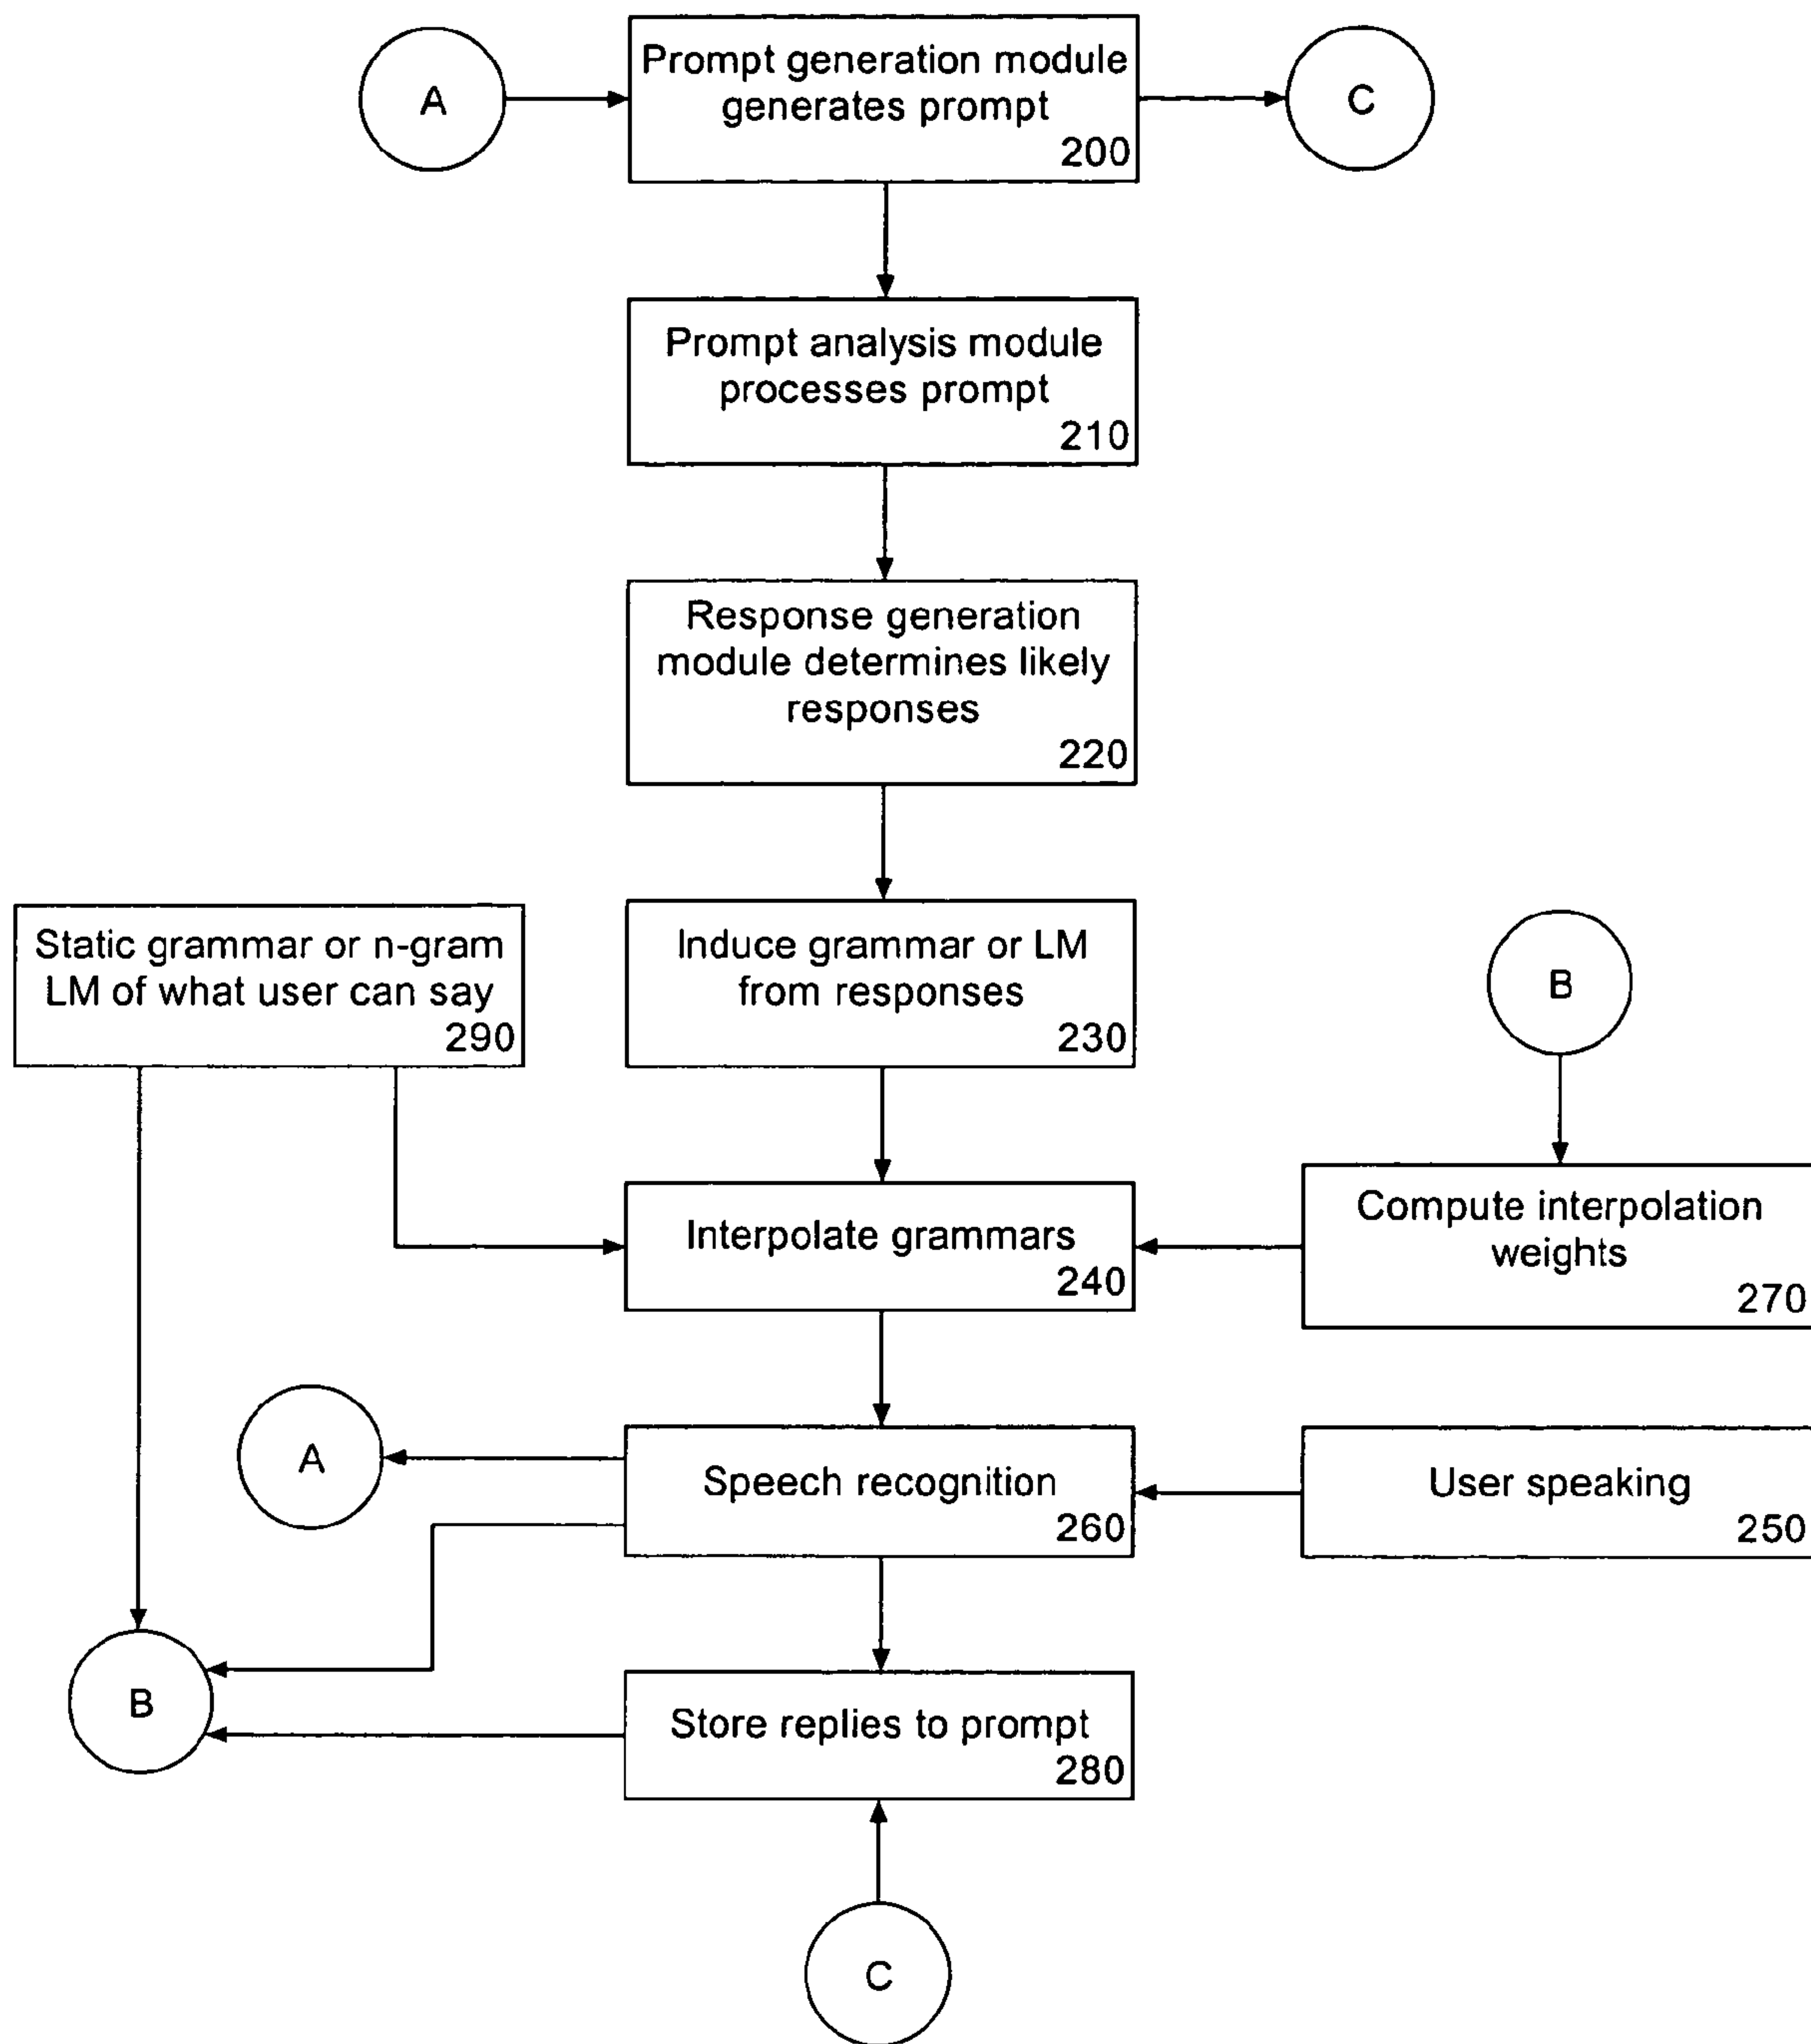 A
Prompt generation module
generates prompt
200
C
Prompt analysis module
processes prompt
210
Response generation
module determines likely
responses
220
Static grammar or n-gram
LM of what user can say
290
Induce grammar or LM
from responses
230
B
Interpolate grammars
240
Compute interpolation
weights
270
A
Speech recognition
260
User speaking
250
B
Store replies to prompt
280
C